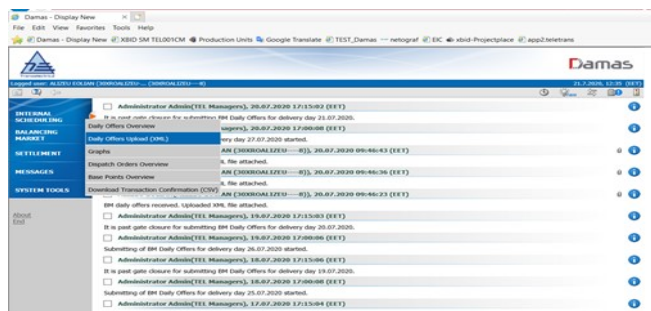 Damas - Display New
File Edit View Favorites Tools Help
Damas - Display New XBID SM TEL001CM Production Units Google Translate TEST_Damas netograf EIC xbid-Projectplace app2.teletrans
Transelectrica
Damas
Logged user: ALIZEU EOLIAN (30XROALIZEU-... (30XROALIZEU----8)
21.7.2020, 12:35 (EET)
INTERNAL SCHEDULING
BALANCING MARKET
SETTLEMENT
MESSAGES
SYSTEM TOOLS
About
End
Daily Offers Overview
Daily Offers Upload (XML)
Graphs
Dispatch Orders Overview
Base Points Overview
Download Transaction Confirmation (CSV)
Administrator Admin(TEL Managers), 20.07.2020 17:15:02 (EET)
It is past gate closure for submitting BM Daily Offers for delivery day 21.07.2020.
agers), 20.07.2020 17:00:08 (EET)
ery day 27.07.2020 started.
AN (30XROALIZEU----8)), 20.07.2020 09:46:43 (EET)
L file attached.
AN (30XROALIZEU----8)), 20.07.2020 09:46:36 (EET)
L file attached.
AN (30XROALIZEU----8)), 20.07.2020 09:46:23 (EET)
BM daily offers received. Uploaded XML file attached.
Administrator Admin(TEL Managers), 19.07.2020 17:15:03 (EET)
It is past gate closure for submitting BM Daily Offers for delivery day 20.07.2020.
Administrator Admin(TEL Managers), 19.07.2020 17:00:06 (EET)
Submitting of BM Daily Offers for delivery day 26.07.2020 started.
Administrator Admin(TEL Managers), 18.07.2020 17:15:06 (EET)
It is past gate closure for submitting BM Daily Offers for delivery day 19.07.2020.
Administrator Admin(TEL Managers), 18.07.2020 17:00:08 (EET)
Submitting of BM Daily Offers for delivery day 25.07.2020 started.
Administrator Admin(TEL Managers), 17.07.2020 17:15:04 (EET)